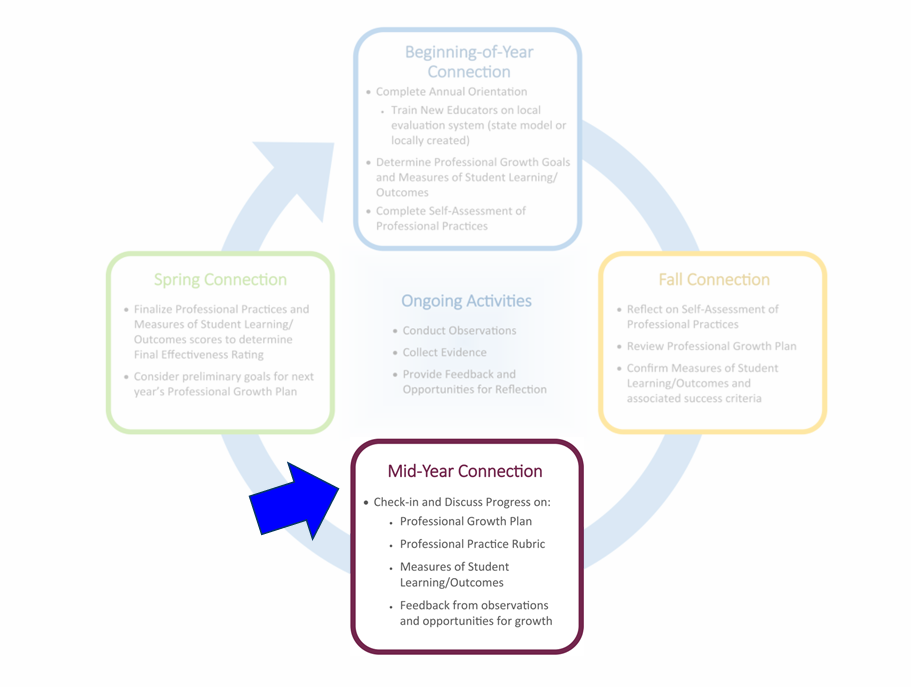 Beginning-of-Year
Connection
• Complete Annual Orientation
• Train New Educators on local
evaluation system (state model or
locally created)
• Determine Professional Growth Goals
and Measures of Student Learning/
Outcomes
• Complete Self-Assessment of
Professional Practices
Spring Connection
• Finalize Professional Practices and
Measures of Student Learning/
Outcomes scores to determine
Final Effectiveness Rating
• Consider preliminary goals for next
year's Professional Growth Plan
Ongoing Activities
• Conduct Observations
• Collect Evidence
• Provide Feedback and
Opportunities for Reflection
Fall Connection
• Reflect on Self-Assessment of
Professional Practices
• Review Professional Growth Plan
• Confirm Measures of Student
Learning/Outcomes and
associated success criteria
Mid-Year Connection
• Check-in and Discuss Progress on:
• Professional Growth Plan
• Professional Practice Rubric
• Measures of Student
Learning/Outcomes
• Feedback from observations
and opportunities for growth